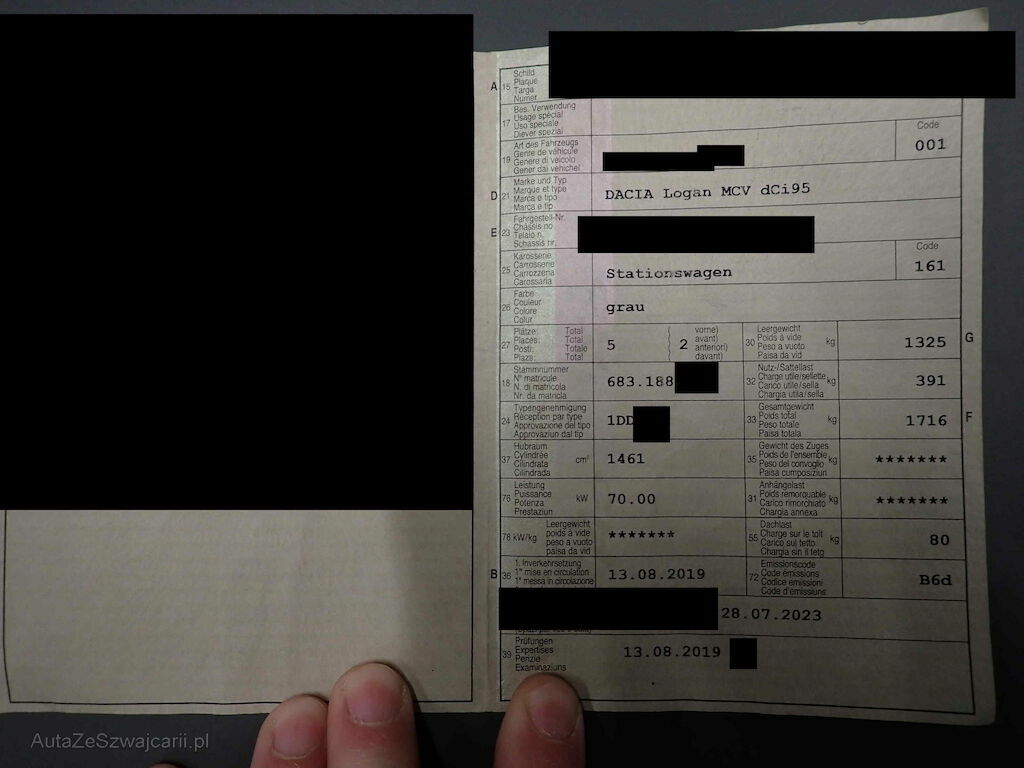 A 15 Schild
Plaque
Targa
Numer
17 Bes. Verwendung
Usage spécial
Uso speciale
Diever spezial
19 Art des Fahrzeugs
Genre de véhicule
Genere di veicolo
Gener dal vehichel
Code
001
D 21 Marke und Typ
Marque et type
Marca e tipo
Marca e tip
DACIA Logan MCV dCi95
E 23 Fahrgestell-Nr.
Châssis no
Telaio n.
Schassis nr.
25 Karosserie
Carrosserie
Carrozzeria
Carossaria
Stationswagen
Code
161
26 Farbe
Couleur
Colore
Colur
grau
27 Plätze: Total
Places: Total
Posti: Totale
Plazs: Total
5
( 2 vorne)
avant)
anteriori)
davant)
30 Leergewicht
Poids à vide
Peso a vuoto
Paisa da vid
kg
1325 G
18 Stammnummer
N° matricule
N. di matricola
Nr. da matricla
683.188
32 Nutz-/Sattellast
Charge utile/sellette
Carico utile/sella
Chargia utila/sella
kg
391
24 Typengenehmigung
Réception par type
Approvazione del tipo
Approvaziun dal tip
1DD
33 Gesamtgewicht
Poids total
Peso totale
Paisa totala
kg
1716 F
37 Hubraum
Cylindrée
Cilindrata
Cilindrada
cm³
1461
35 Gewicht des Zuges
Poids de l'ensemble
Peso del convoglio
Paisa cumposiziun
kg
*******
76 Leistung
Puissance
Potenza
Prestaziun
kW
70.00
31 Anhängelast
Poids remorquable
Carico rimorchiato
Chargia annexa
kg
*******
78 kW/kg Leergewicht
poids à vide
peso a vuoto
paisa da vid
*******
55 Dachlast
Charge sur le toit
Carico sul tetto
Chargia sin il tetg
kg
80
B 36 1. Inverkehrsetzung
1re mise en circulation
1a messa in circolazione
13.08.2019
72 Emissionscode
Code émissions
Codice emissioni
Code d'emissiuns
B6d
28.07.2023
39 Prüfungen
Expertises
Perizie
Examinaziuns
13.08.2019
AutaZeSzwajcarii.pl